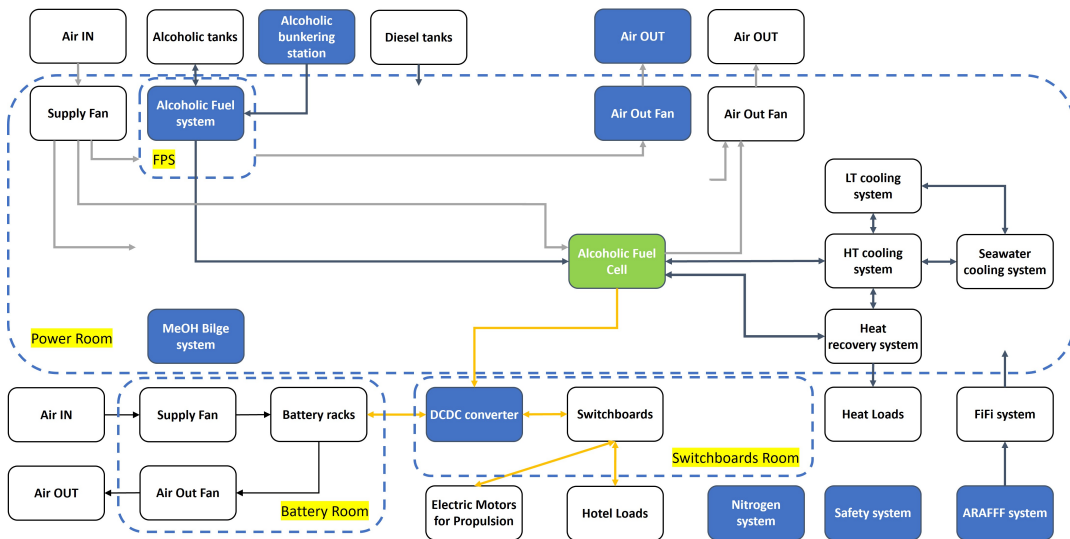 Air IN
Alcoholic tanks
Alcoholic
bunkering
station
Diesel tanks
Air OUT
Air OUT
Supply Fan
Alcoholic Fuel
system
Air Out Fan
Air Out Fan
FPS
LT cooling
system
Alcoholic Fuel
Cell
HT cooling
system
Seawater
cooling system
Power Room
MeOH Bilge
system
Heat
recovery system
Air IN
Supply Fan
Battery racks
DCDC converter
Switchboards
Heat Loads
FiFi system
Switchboards Room
Air OUT
Air Out Fan
Battery Room
Electric Motors
for Propulsion
Hotel Loads
Nitrogen
system
Safety system
ARAFFF system